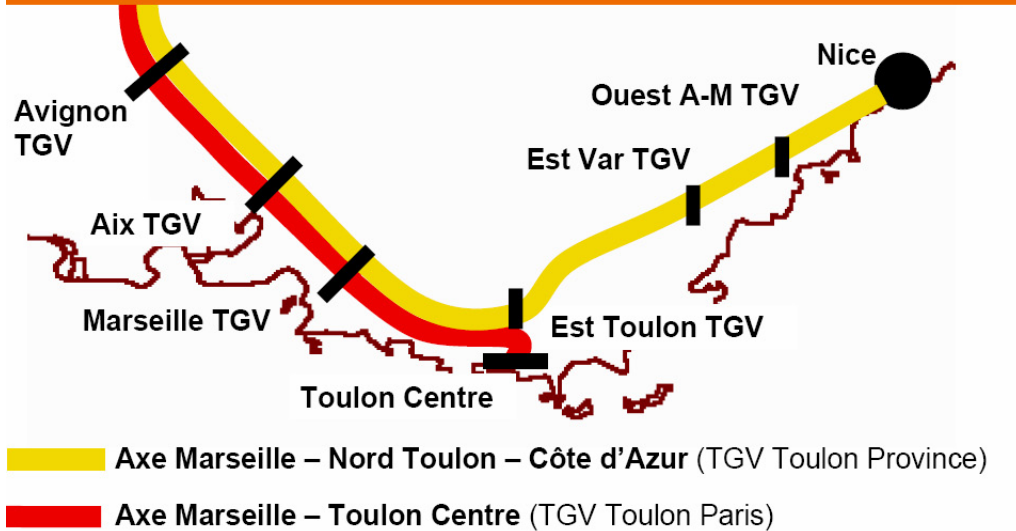 Nice
Ouest A-M TGV
Avignon
TGV
Est Var TGV
Aix TGV
Marseille TGV
Est Toulon TGV
Toulon Centre
Axe Marseille – Nord Toulon – Côte d’Azur (TGV Toulon Province)
Axe Marseille – Toulon Centre (TGV Toulon Paris)